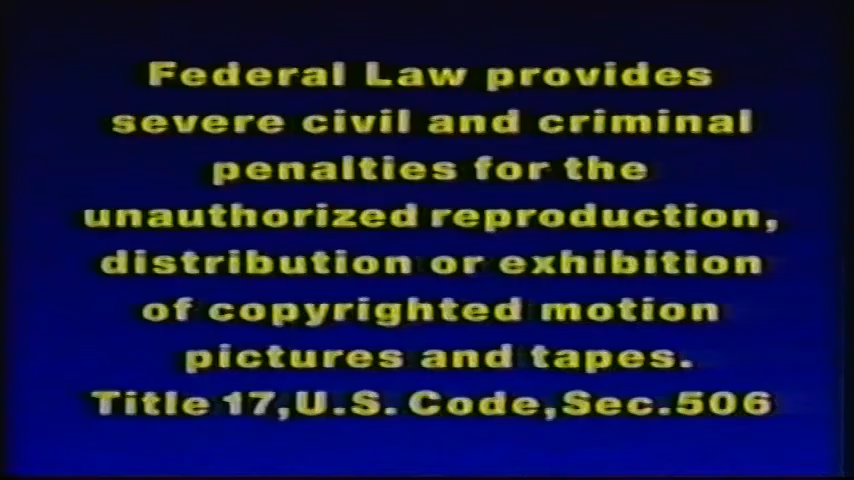 Federal Law provides
severe civil and criminal
penalties for the
unauthorized reproduction,
distribution or exhibition
of copyrighted motion
pictures and tapes.
Title 17,U.S. Code,Sec.506